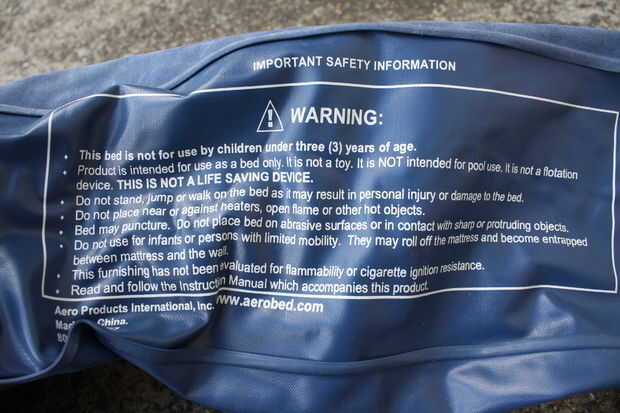 IMPORTANT SAFETY INFORMATION
WARNING:
• This bed is not for use by children under three (3) years of age.
• Product is intended for use as a bed only. It is not a toy. It is NOT intended for pool use. It is not a flotation
device. THIS IS NOT A LIFE SAVING DEVICE.
• Do not stand, jump or walk on the bed as it may result in personal injury or damage to the bed.
• Do not place near or against heaters, open flame or other hot objects.
• Bed may puncture. Do not place bed on abrasive surfaces or in contact with sharp or protruding objects.
• Do not use for infants or persons with limited mobility. They may roll off the mattress and become entrapped
between mattress and the wall.
• This furnishing has not been evaluated for flammability or cigarette ignition resistance.
• Read and follow the Instruction Manual which accompanies this product.
Aero Products International, Inc. www.aerobed.com
China.